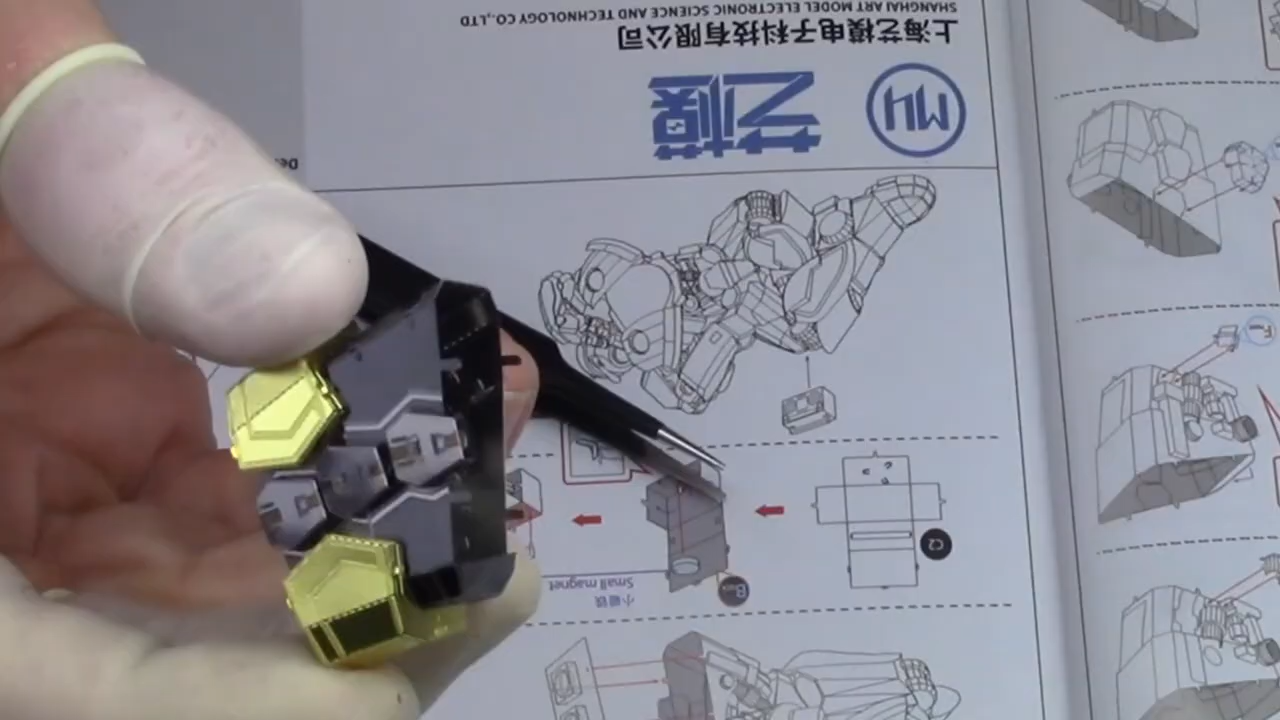 SHANGHAI ART MODEL ELECTRONIC SCIENCE AND TECHNOLOGY CO.,LTD
上海艺模电子科技有限公司
MU
艺模
C2
B
小磁铁
Small magnet